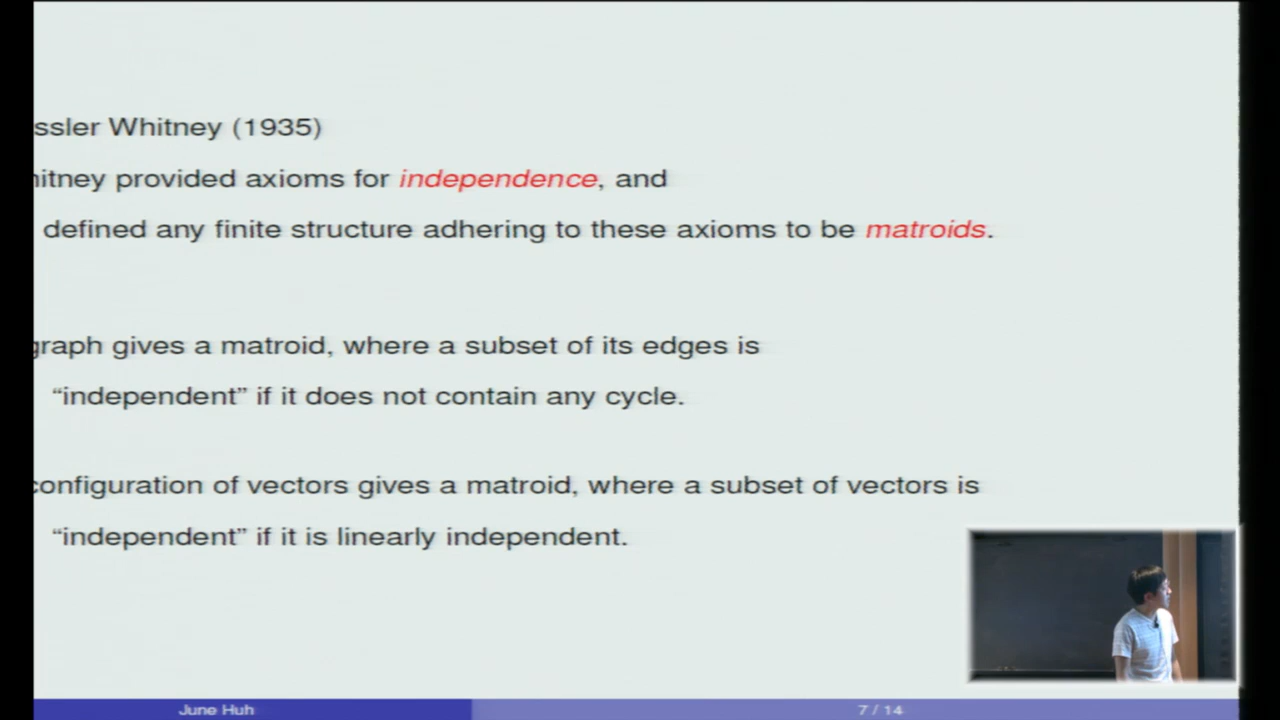 ssler Whitney (1935)
hitney provided axioms for independence, and
defined any finite structure adhering to these axioms to be matroids.
graph gives a matroid, where a subset of its edges is
“independent” if it does not contain any cycle.
configuration of vectors gives a matroid, where a subset of vectors is
“independent” if it is linearly independent.
June Huh
7 / 14